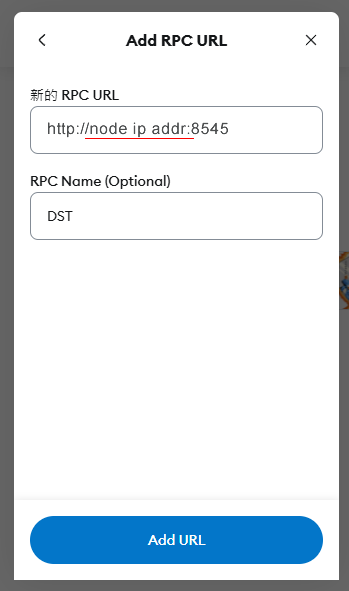 Add RPC URL
新的 RPC URL
http://node ip addr:8545
RPC Name (Optional)
DST
Add URL